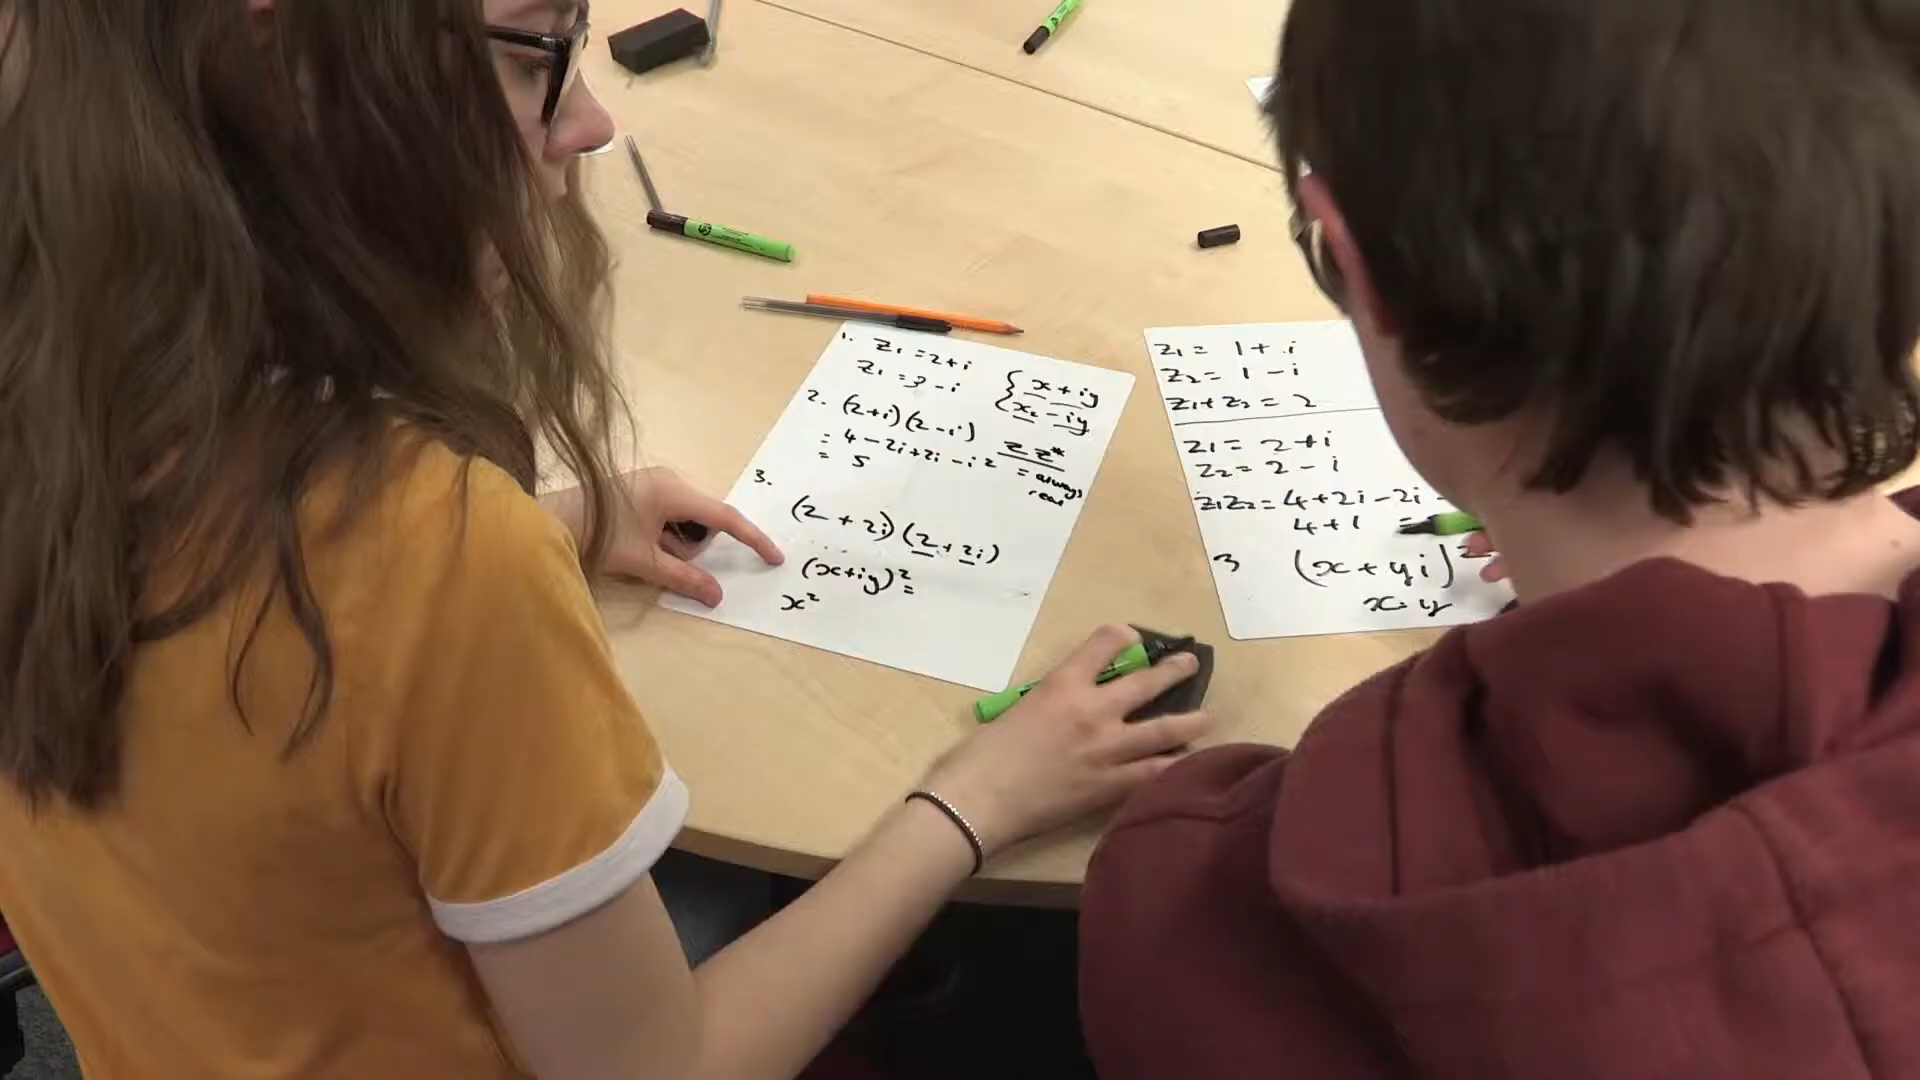 1. z₁ = 2+i
z₁ = 3-i
{ x + iy
x₂ - iy
2. (2+i)(2-i)
= 4-2i+2i-i²
= 5
z z*
= always
real
3.
(2 + 2i)(2+2i)
(x+iy)² =
x²
z₁ = 1 + i
z₂ = 1 - i
z₁+z₂ = 2
z₁ = 2+i
z₂ = 2-i
z₁z₂ = 4+2i-2i -
4+1 =
3 (x + yi)²
x y